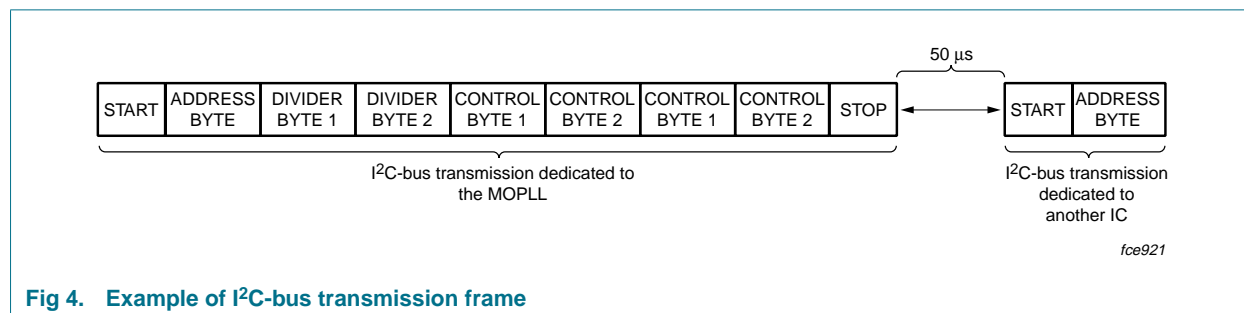 50 µs
START ADDRESS BYTE DIVIDER BYTE 1 DIVIDER BYTE 2 CONTROL BYTE 1 CONTROL BYTE 2 CONTROL BYTE 1 CONTROL BYTE 2 STOP START ADDRESS BYTE
I²C-bus transmission dedicated to
the MOPLL
I²C-bus transmission
dedicated to
another IC
fce921
Fig 4. Example of I²C-bus transmission frame